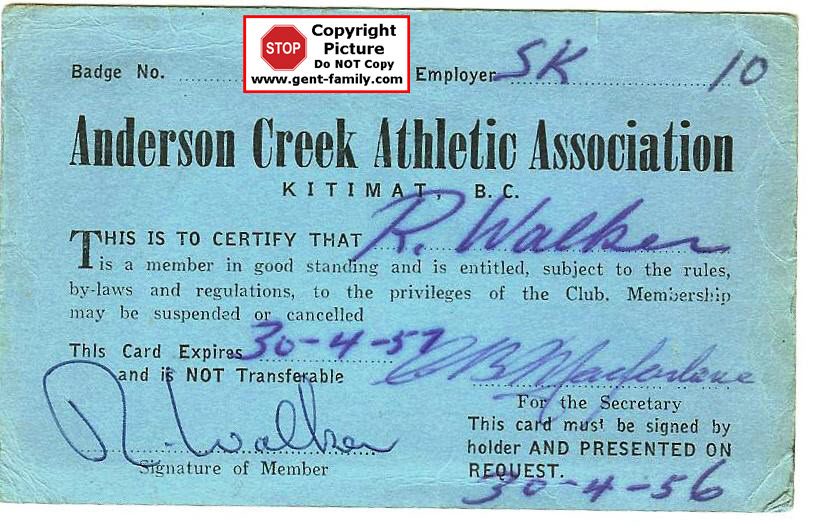 STOP
Copyright
Picture
Do NOT Copy
www.gent-family.com
Badge No. Employer SK 10
Anderson Creek Athletic Association
KITIMAT, B.C.
THIS IS TO CERTIFY THAT R. Walker
is a member in good standing and is entitled, subject to the rules,
by-laws and regulations, to the privileges of the Club. Membership
may be suspended or cancelled
This Card Expires 30-4-57
and is NOT Transferable
R. Walker
Signature of Member
Macfarlane
For the Secretary
This card must be signed by
holder AND PRESENTED ON
REQUEST.
30-4-56